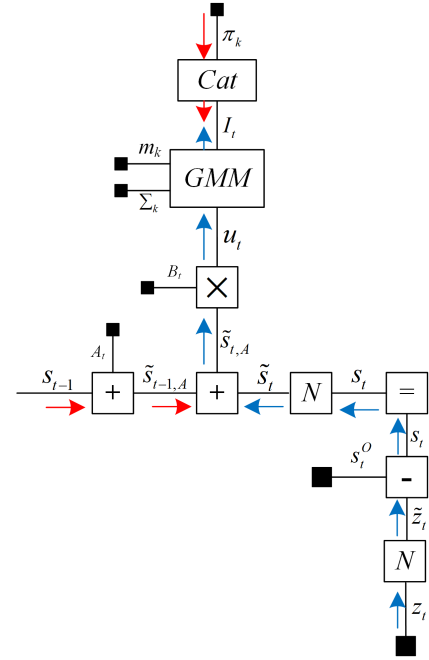 π_k
Cat
I_t
m_k
GMM
Σ_k
u_t
B_t
×
s̃_{t,A}
A_t
s_{t-1} s̃_{t-1,A} s̃_t s_t
+ + N =
s_t
s_t^O
-
z̃_t
N
z_t